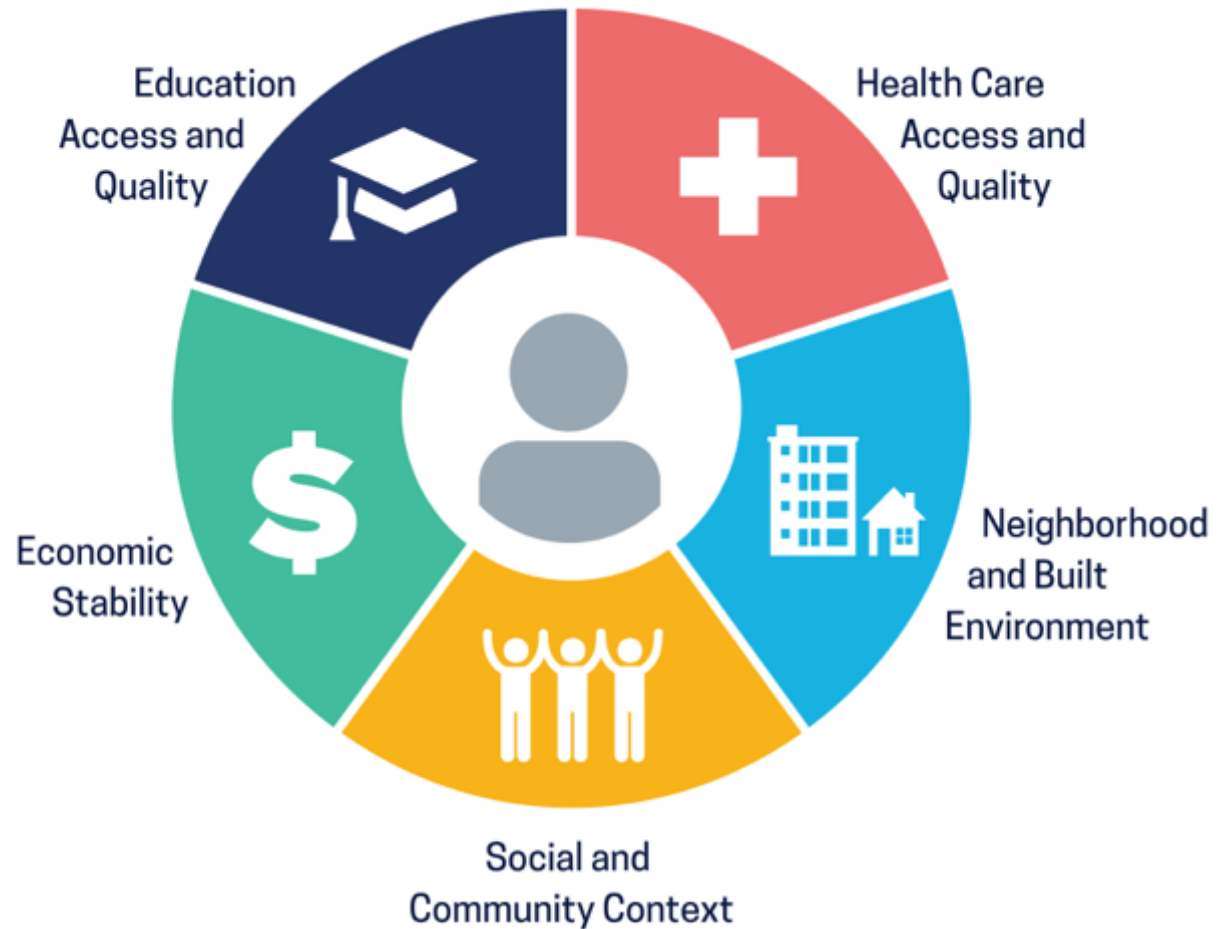 Education
Access and
Quality
Health Care
Access and
Quality
Economic
Stability
Neighborhood
and Built
Environment
Social and
Community Context